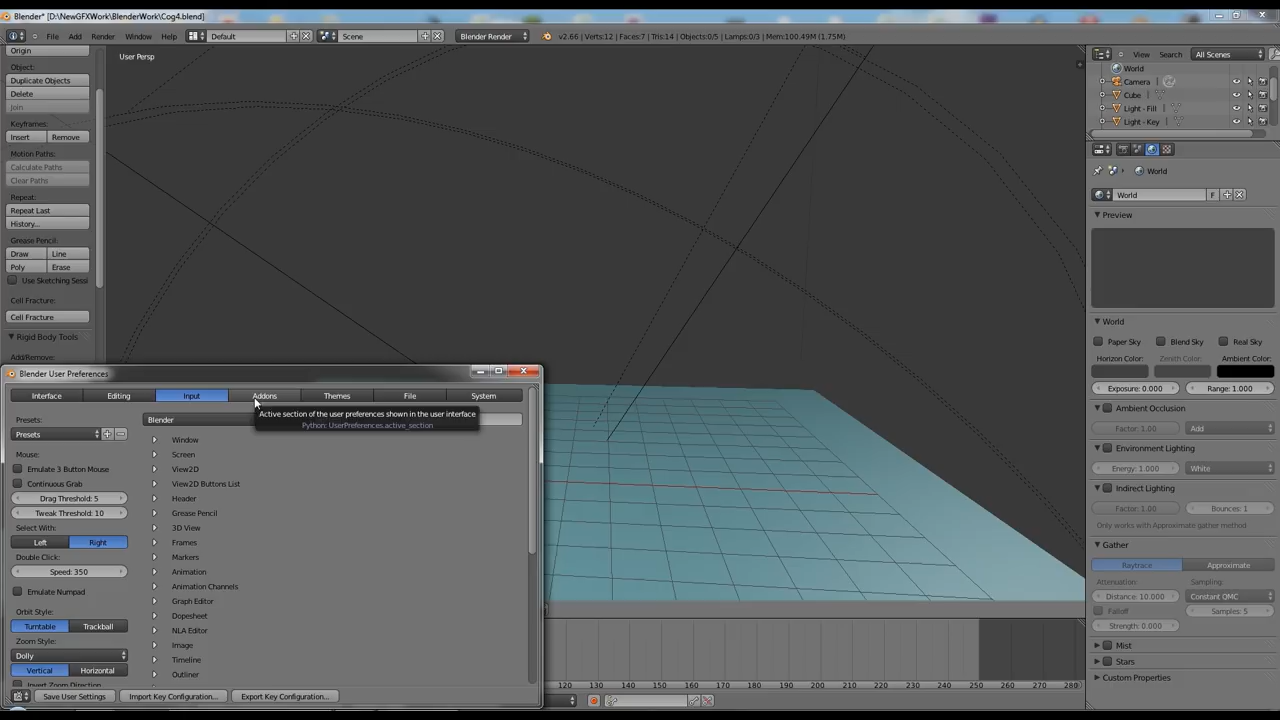 Blender* [D:\NewGFXWork\BlenderWork\Cog4.blend]
File Add Render Window Help Default Scene Blender Render v2.66 | Verts:12 | Faces:7 | Tris:14 | Objects:0/5 | Lamps:0/3 | Mem:100.49M (1.75M)
Origin
Object:
Duplicate Objects
Delete
Join
Keyframes:
Insert Remove
Motion Paths:
Calculate Paths
Clear Paths
Repeat:
Repeat Last
History...
Grease Pencil:
Draw Line
Poly Erase
Use Sketching Sessi
Cell Fracture:
Cell Fracture
Rigid Body Tools
Add/Remove:
User Persp
View Search All Scenes
World
Camera
Cube
Light - Fill
Light - Key
World
World F
Preview
World
Paper Sky Blend Sky Real Sky
Horizon Color: Zenith Color: Ambient Color:
Exposure: 0.000 Range: 1.000
Ambient Occlusion
Factor: 1.00 Add
Environment Lighting
Energy: 1.000 White
Indirect Lighting
Factor: 1.00 Bounces: 1
Only works with Approximate gather method
Gather
Raytrace Approximate
Attenuation: Sampling:
Distance: 10.000 Constant QMC
Falloff Samples: 5
Strength: 0.000
Mist
Stars
Custom Properties
Blender User Preferences
Interface Editing Input Addons Themes File System
Active section of the user preferences shown in the user interface
Python: UserPreferences.active_section
Presets:
Presets
Mouse:
Emulate 3 Button Mouse
Continuous Grab
Drag Threshold: 5
Tweak Threshold: 10
Select With:
Left Right
Double Click:
Speed: 350
Emulate Numpad
Orbit Style:
Turntable Trackball
Zoom Style:
Dolly
Vertical Horizontal
Invert Zoom Direction
Blender
Window
Screen
View2D
View2D Buttons List
Header
Grease Pencil
3D View
Frames
Markers
Animation
Animation Channels
Graph Editor
Dopesheet
NLA Editor
Image
Timeline
Outliner
Save User Settings Import Key Configuration... Export Key Configuration...
120 130 140 150 160 170 180 190 200 210 220 230 240 250 260 270 280